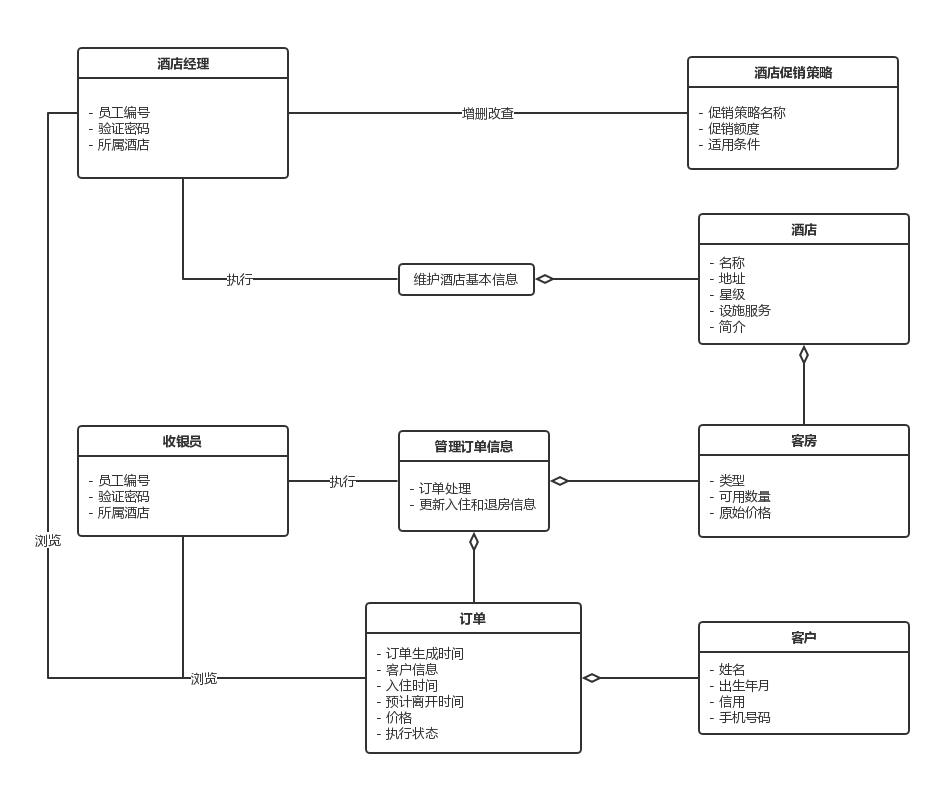 酒店经理
- 员工编号
- 验证密码
- 所属酒店
增删改查
酒店促销策略
- 促销策略名称
- 促销额度
- 适用条件
执行
维护酒店基本信息
酒店
- 名称
- 地址
- 星级
- 设施服务
- 简介
收银员
- 员工编号
- 验证密码
- 所属酒店
执行
管理订单信息
- 订单处理
- 更新入住和退房信息
客房
- 类型
- 可用数量
- 原始价格
浏览
浏览
订单
- 订单生成时间
- 客户信息
- 入住时间
- 预计离开时间
- 价格
- 执行状态
客户
- 姓名
- 出生年月
- 信用
- 手机号码